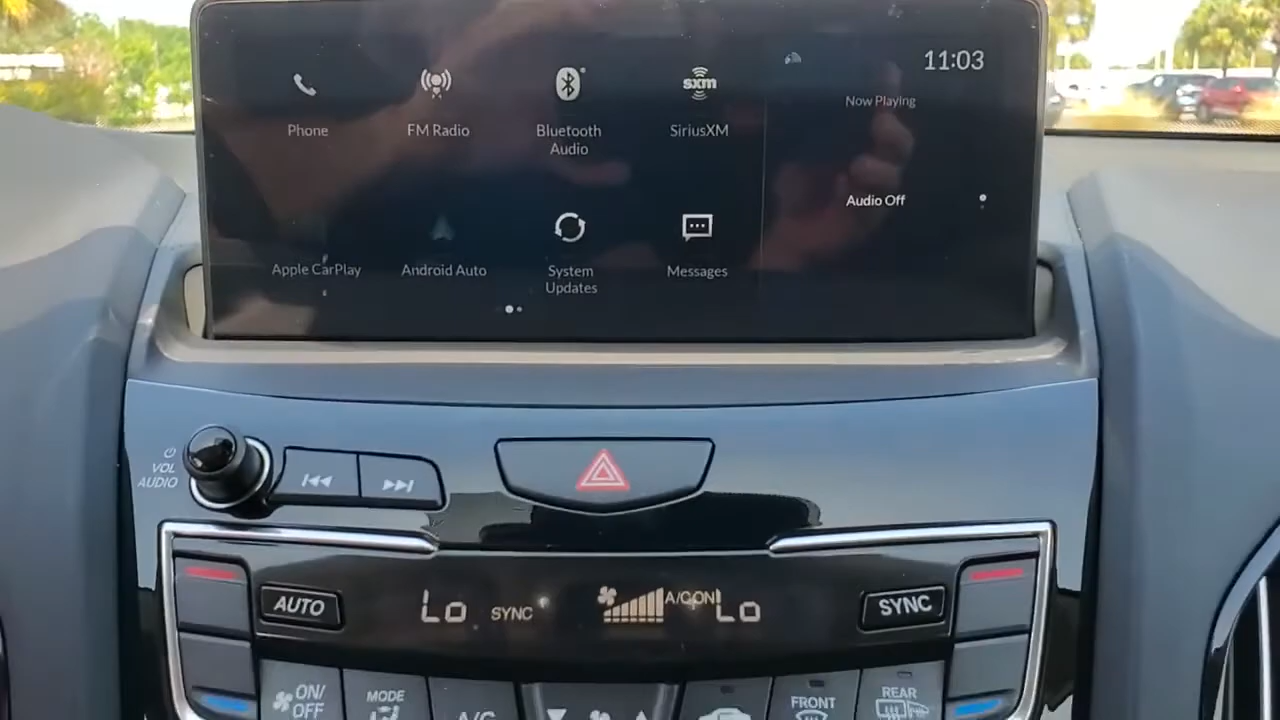 11:03
Phone
FM Radio
Bluetooth
Audio
sxm
SiriusXM
Now Playing
Audio Off
Apple CarPlay
Android Auto
System
Updates
Messages
VOL
AUDIO
AUTO
Lo
SYNC
A/CON
Lo
SYNC
ON/
OFF
MODE
A/C
FRONT
REAR